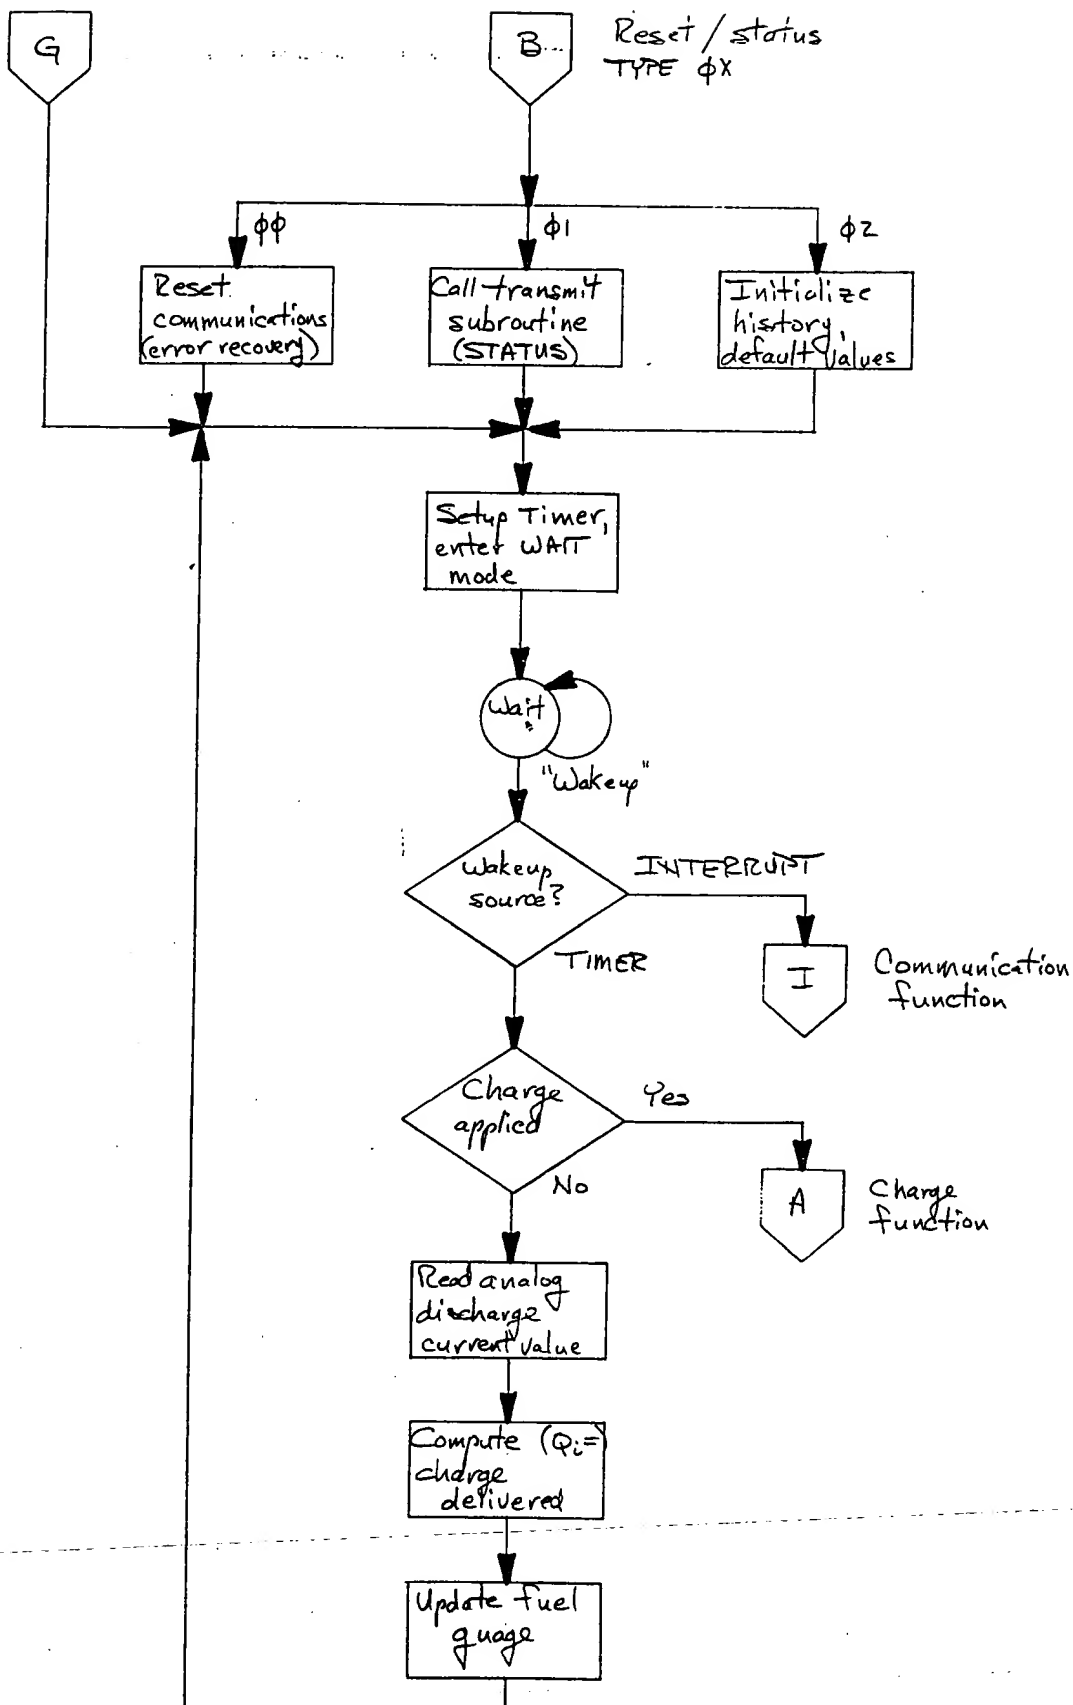 G
B
Reset / status
TYPE φX
φφ
φ1
φ2
Reset
communications
(error recovery)
Call transmit
subroutine
(STATUS)
Initialize
history,
default values
Setup Timer,
enter WAIT
mode
Wait
"Wakeup"
Wakeup
source?
INTERRUPT
TIMER
I
Communication
function
Charge
applied
Yes
No
A
Charge
function
Read analog
discharge
current value
Compute (Qi=)
charge
delivered
Update fuel
guage